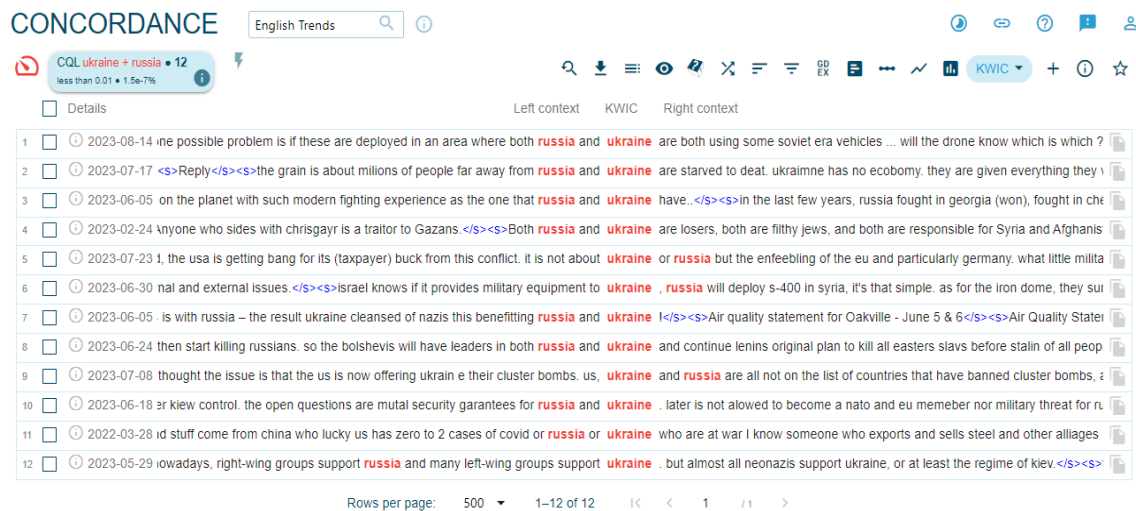 CONCORDANCE English Trends
CQL ukraine + russia • 12
less than 0.01 • 1.5e-7%
GD
EX
KWIC
Details Left context KWIC Right context
1 2023-08-14 one possible problem is if these are deployed in an area where both russia and ukraine are both using some soviet era vehicles ... will the drone know which is which ?
2 2023-07-17 <s>Reply</s><s>the grain is about milions of people far away from russia and ukraine are starved to deat. ukraimne has no ecobomy. they are given everything they
3 2023-06-05 on the planet with such modern fighting experience as the one that russia and ukraine have..</s><s>in the last few years, russia fought in georgia (won), fought in che
4 2023-02-24 Anyone who sides with chrisgayr is a traitor to Gazans.</s><s>Both russia and ukraine are losers, both are filthy jews, and both are responsible for Syria and Afghanis
5 2023-07-23 , the usa is getting bang for its (taxpayer) buck from this conflict. it is not about ukraine or russia but the enfeebling of the eu and particularly germany. what little milita
6 2023-06-30 nal and external issues.</s><s>israel knows if it provides military equipment to ukraine , russia will deploy s-400 in syria, it's that simple. as for the iron dome, they sur
7 2023-06-05 is with russia – the result ukraine cleansed of nazis this benefitting russia and ukraine !</s><s>Air quality statement for Oakville - June 5 & 6</s><s>Air Quality Stater
8 2023-06-24 then start killing russians. so the bolshevis will have leaders in both russia and ukraine and continue lenins original plan to kill all easters slavs before stalin of all peop
9 2023-07-08 thought the issue is that the us is now offering ukrain e their cluster bombs. us, ukraine and russia are all not on the list of countries that have banned cluster bombs,
10 2023-06-18 er kiew control. the open questions are mutal security garantees for russia and ukraine . later is not alowed to become a nato and eu memeber nor military threat for ru
11 2022-03-28 d stuff come from china who lucky us has zero to 2 cases of covid or russia or ukraine who are at war I know someone who exports and sells steel and other alliages
12 2023-05-29 nowadays, right-wing groups support russia and many left-wing groups support ukraine . but almost all neonazis support ukraine, or at least the regime of kiev.</s><s>
Rows per page: 500 1–12 of 12 1 / 1